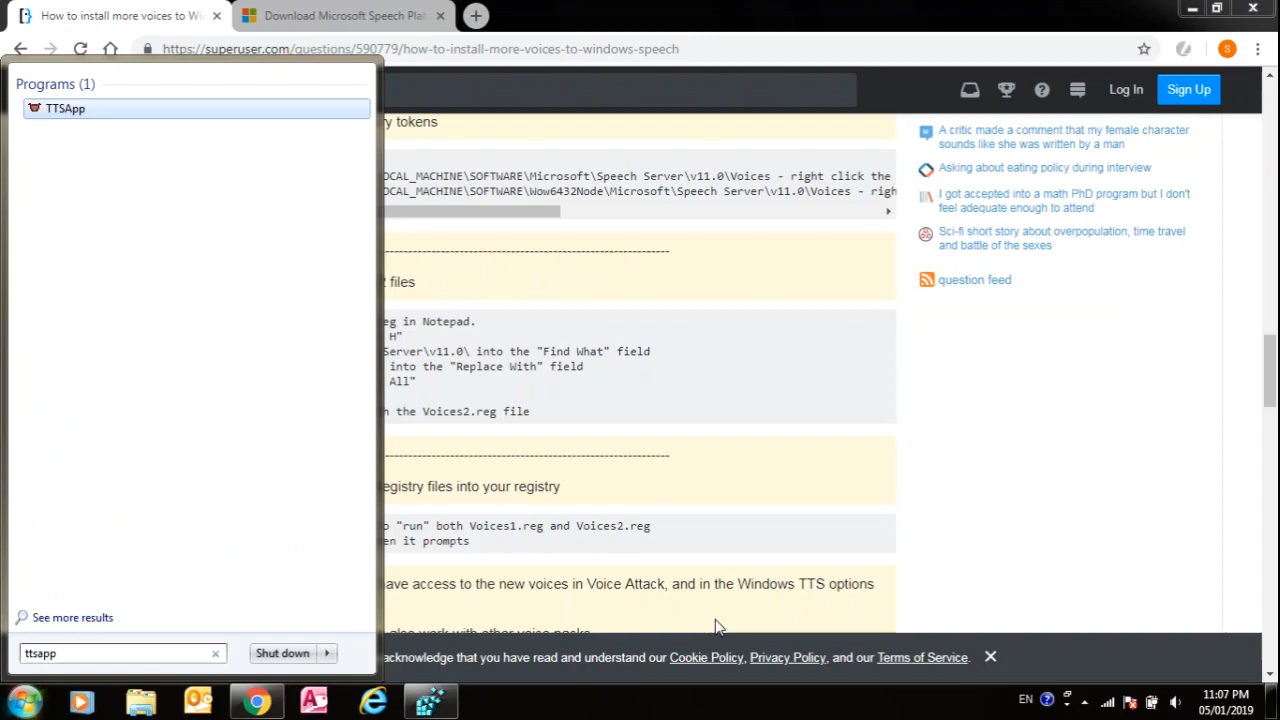 How to install more voices to Wi
Download Microsoft Speech Plat
https://superuser.com/questions/590779/how-to-install-more-voices-to-windows-speech
S
Programs (1)
TTSApp
See more results
ttsapp
Shut down
Log In
Sign Up
ry tokens
OCAL_MACHINE\SOFTWARE\Microsoft\Speech Server\v11.0\Voices - right click the
OCAL_MACHINE\SOFTWARE\Wow6432Node\Microsoft\Speech Server\v11.0\Voices - righ
-----------------------------------------------------------------------
files
eg in Notepad.
H"
Server\v11.0\ into the "Find What" field
into the "Replace With" field
All"
n the Voices2.reg file
-----------------------------------------------------------------------
egistry files into your registry
o "run" both Voices1.reg and Voices2.reg
en it prompts
ave access to the new voices in Voice Attack, and in the Windows TTS options
also work with other voice packs
acknowledge that you have read and understand our Cookie Policy, Privacy Policy, and our Terms of Service.
A critic made a comment that my female character
sounds like she was written by a man
Asking about eating policy during interview
I got accepted into a math PhD program but I don't
feel adequate enough to attend
Sci-fi short story about overpopulation, time travel
and battle of the sexes
question feed
EN
11:07 PM
05/01/2019